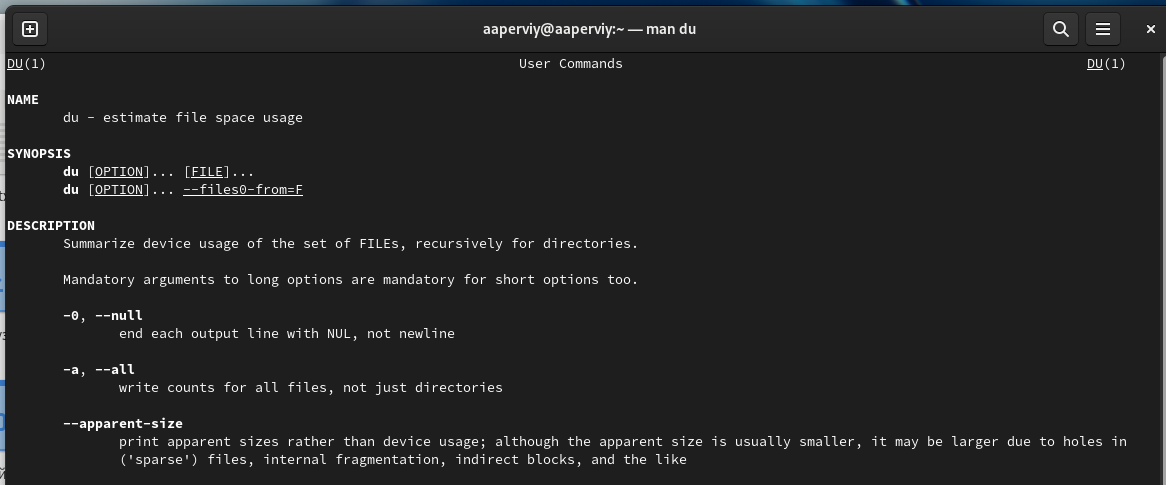 aaperviy@aaperviy:~ — man du
DU(1) User Commands DU(1)
NAME
du - estimate file space usage
SYNOPSIS
du [OPTION]... [FILE]...
du [OPTION]... --files0-from=F
DESCRIPTION
Summarize device usage of the set of FILEs, recursively for directories.
Mandatory arguments to long options are mandatory for short options too.
-0, --null
end each output line with NUL, not newline
-a, --all
write counts for all files, not just directories
--apparent-size
print apparent sizes rather than device usage; although the apparent size is usually smaller, it may be larger due to holes in
('sparse') files, internal fragmentation, indirect blocks, and the like